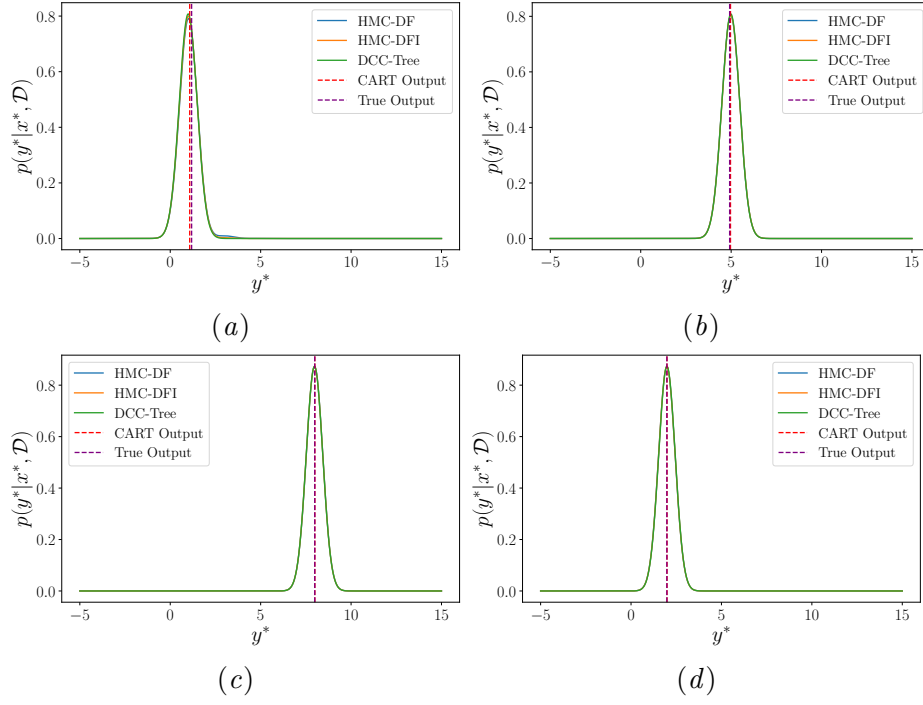 0.8
0.6
0.4
0.2
0.0
p(y*|x*, D)
−5
0
5
10
15
y*
HMC-DF
HMC-DFI
DCC-Tree
CART Output
True Output
(a)
0.8
0.6
0.4
0.2
0.0
p(y*|x*, D)
−5
0
5
10
15
y*
HMC-DF
HMC-DFI
DCC-Tree
CART Output
True Output
(b)
0.8
0.6
0.4
0.2
0.0
p(y*|x*, D)
−5
0
5
10
15
y*
HMC-DF
HMC-DFI
DCC-Tree
CART Output
True Output
(c)
0.8
0.6
0.4
0.2
0.0
p(y*|x*, D)
−5
0
5
10
15
y*
HMC-DF
HMC-DFI
DCC-Tree
CART Output
True Output
(d)